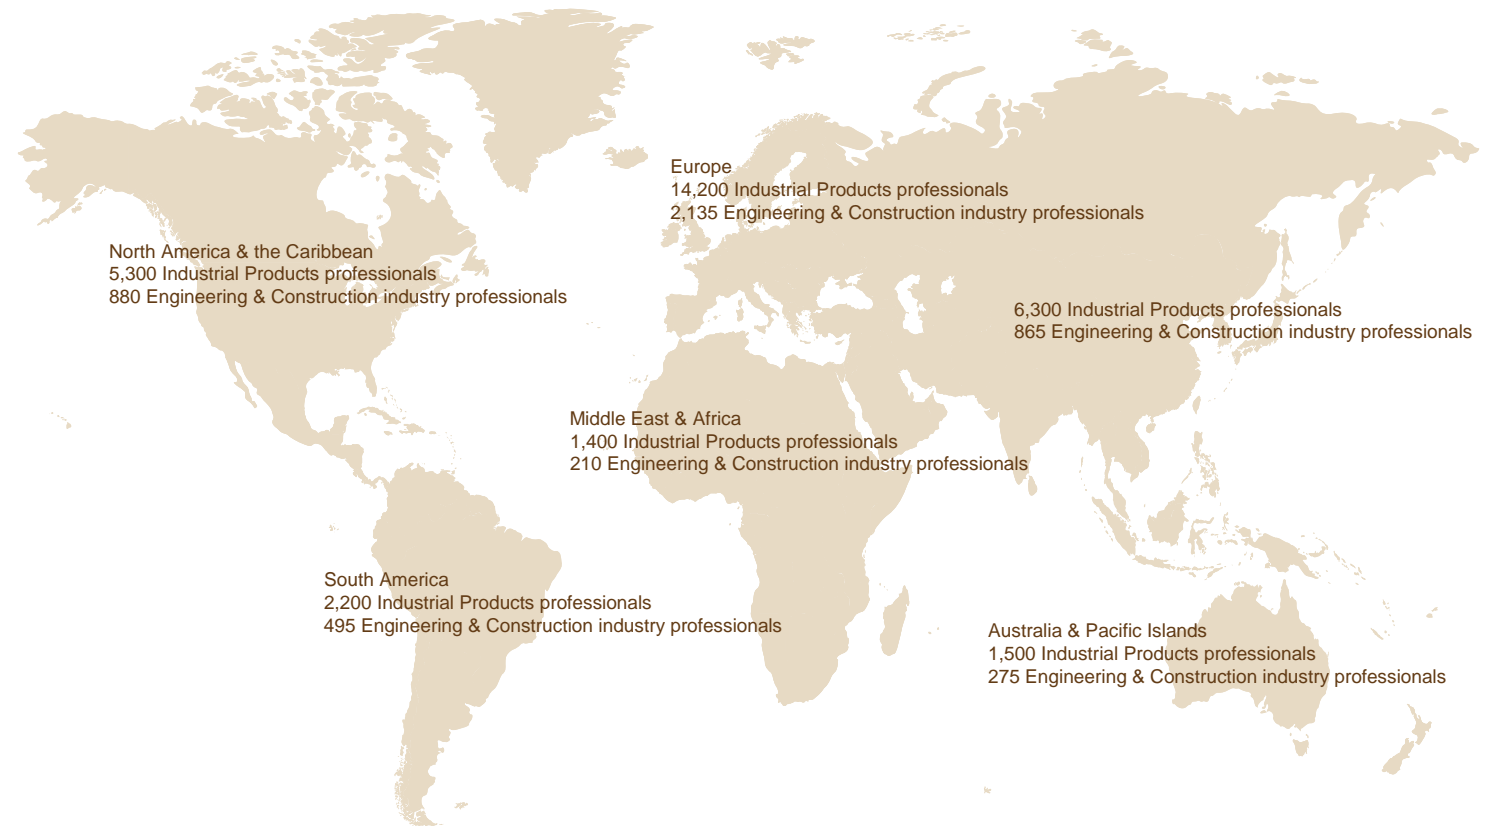 Europe
14,200 Industrial Products professionals
2,135 Engineering & Construction industry professionals
North America & the Caribbean
5,300 Industrial Products professionals
880 Engineering & Construction industry professionals
6,300 Industrial Products professionals
865 Engineering & Construction industry professionals
Middle East & Africa
1,400 Industrial Products professionals
210 Engineering & Construction industry professionals
South America
2,200 Industrial Products professionals
495 Engineering & Construction industry professionals
Australia & Pacific Islands
1,500 Industrial Products professionals
275 Engineering & Construction industry professionals